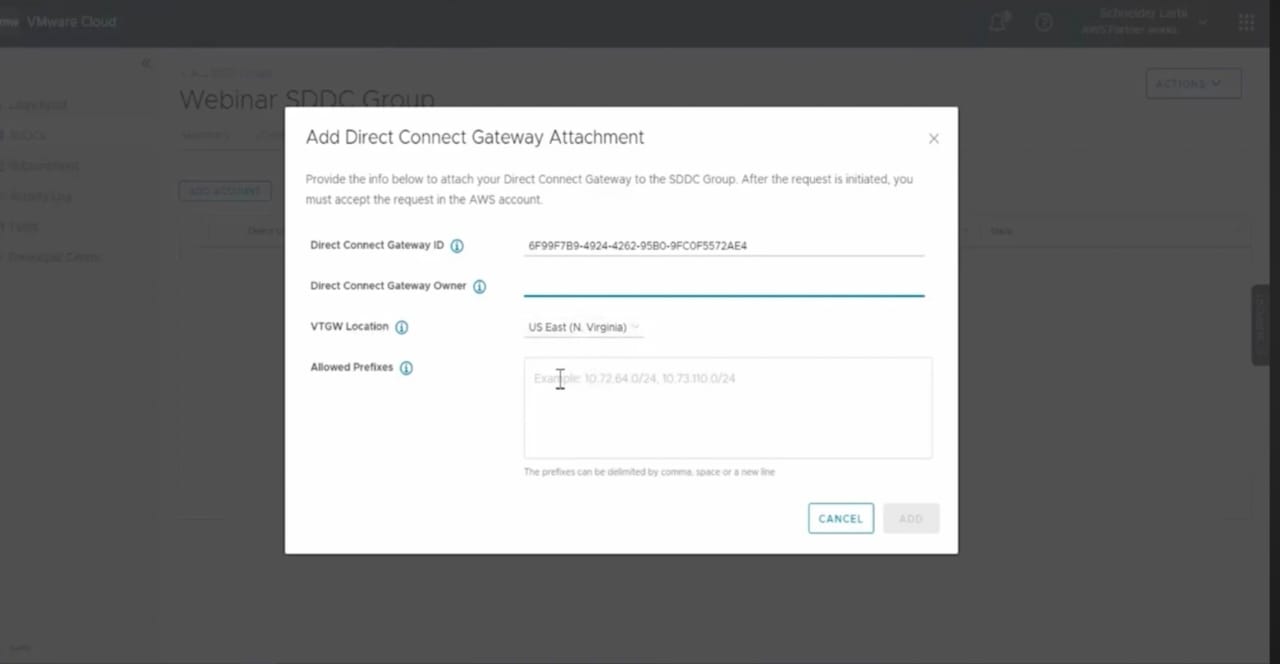 VMware Cloud
Schneider Larbi
Webinar SDDC Group
ACTIONS
ADD ACCOUNT
Add Direct Connect Gateway Attachment
Provide the info below to attach your Direct Connect Gateway to the SDDC Group. After the request is initiated, you
must accept the request in the AWS account.
Direct Connect Gateway ID
6F99F7B9-4924-4262-95B0-9FC0F5572AE4
Direct Connect Gateway Owner
VTGW Location
US East (N. Virginia)
Allowed Prefixes
Example: 10.72.64.0/24, 10.73.110.0/24
The prefixes can be delimited by comma, space or a new line
CANCEL
ADD